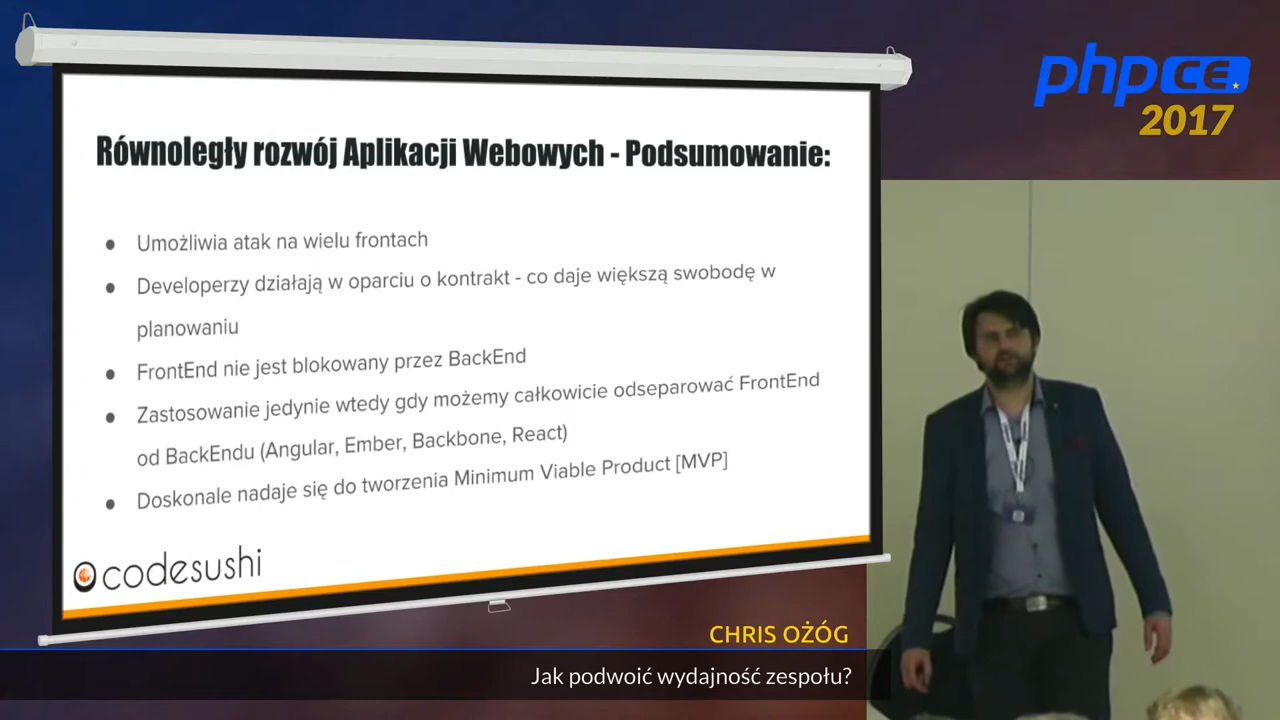 phpCE
2017
Równoległy rozwój Aplikacji Webowych - Podsumowanie:
● Umożliwia atak na wielu frontach
● Developerzy działają w oparciu o kontrakt - co daje większą swobodę w
planowaniu
● FrontEnd nie jest blokowany przez BackEnd
● Zastosowanie jedynie wtedy gdy możemy całkowicie odseparować FrontEnd
od BackEndu (Angular, Ember, Backbone, React)
● Doskonale nadaje się do tworzenia Minimum Viable Product [MVP]
codesushi
CHRIS OŻÓG
Jak podwoić wydajność zespołu?